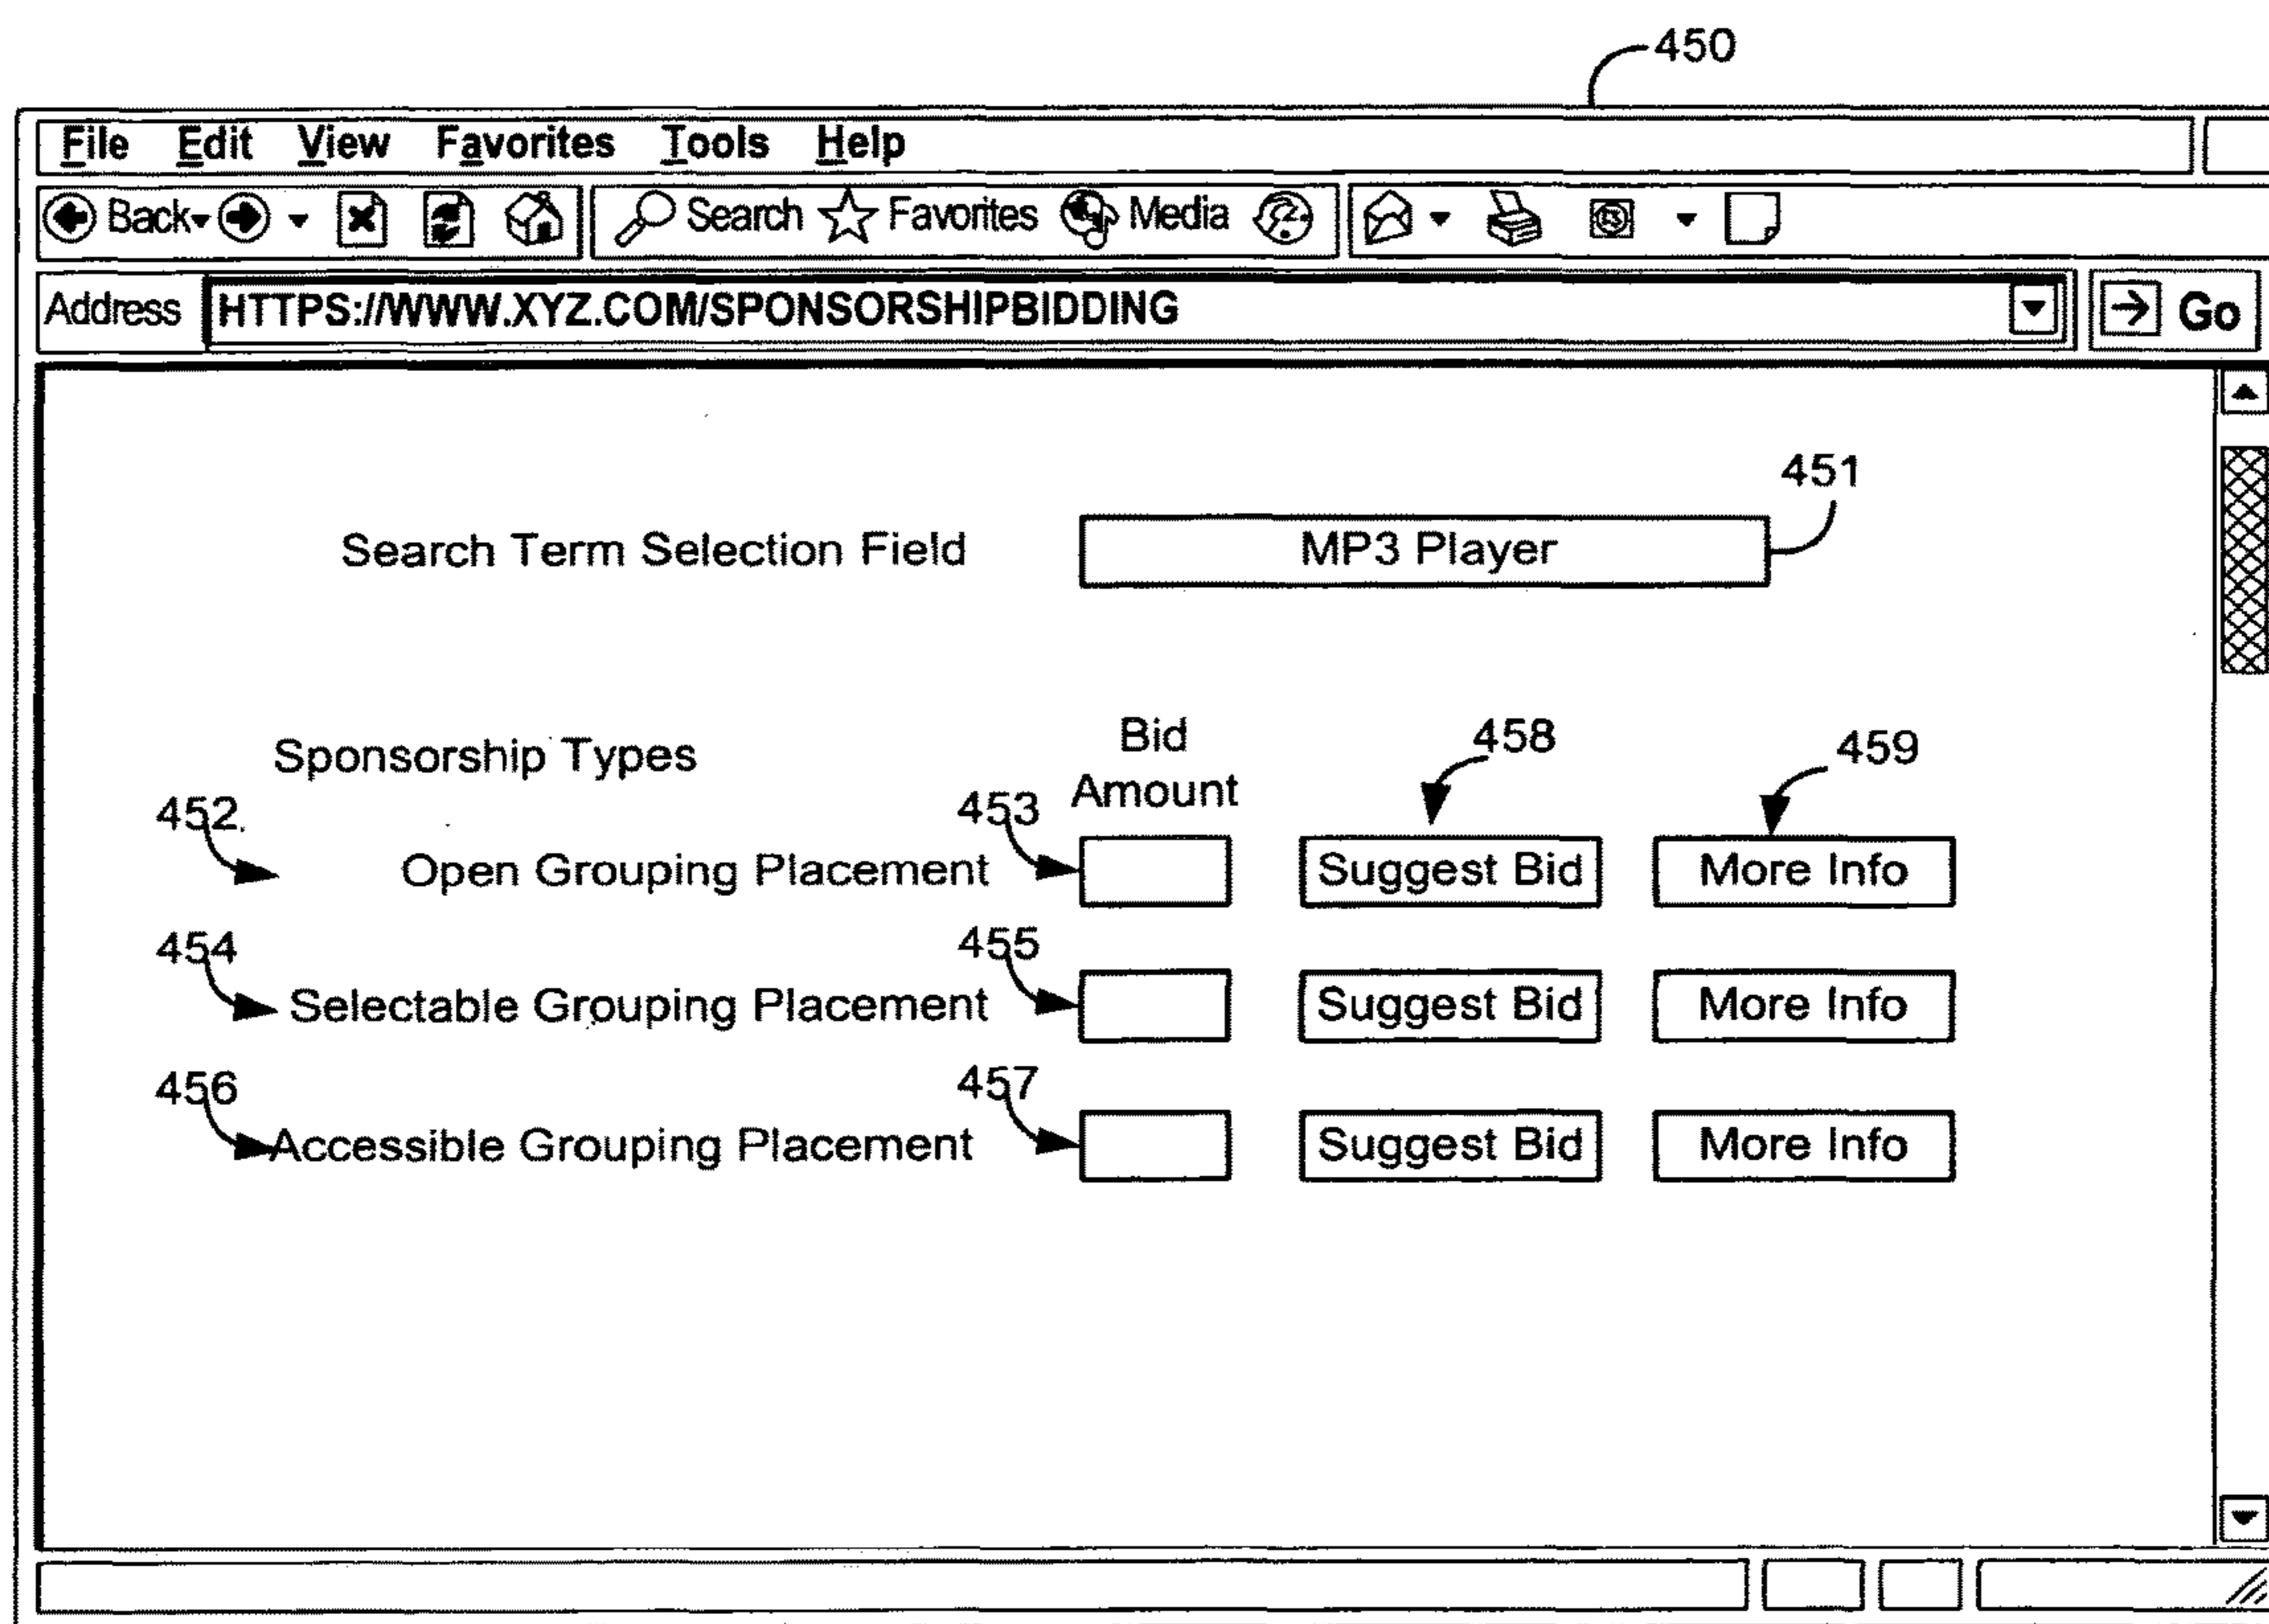 450
File Edit View Favorites Tools Help
Back Search Favorites Media
Address HTTPS://WWW.XYZ.COM/SPONSORSHIPBIDDING Go
451
Search Term Selection Field MP3 Player
Sponsorship Types Bid Amount 458 459
452 453
Open Grouping Placement Suggest Bid More Info
454 455
Selectable Grouping Placement Suggest Bid More Info
456 457
Accessible Grouping Placement Suggest Bid More Info